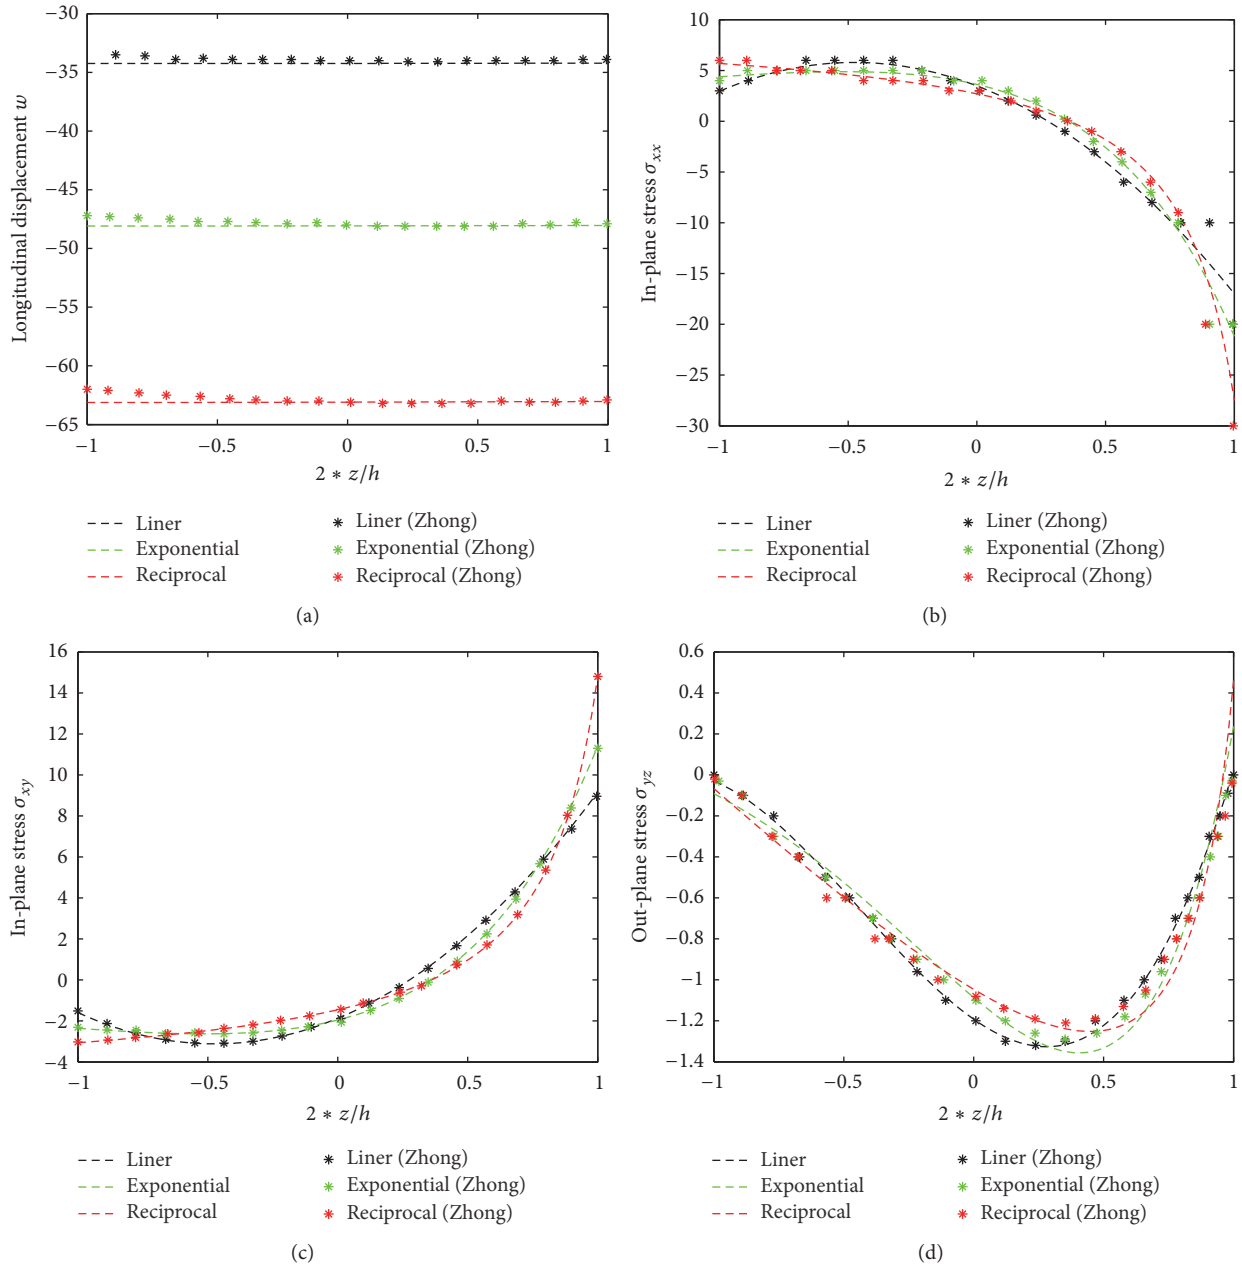 Longitudinal displacement w
−30
−35
−40
−45
−50
−55
−60
−65
−1
−0.5
0
0.5
1
2 ∗ z/h
Liner
Exponential
Reciprocal
Liner (Zhong)
Exponential (Zhong)
Reciprocal (Zhong)
(a)
In-plane stress σxx
10
5
0
−5
−10
−15
−20
−25
−30
−1
−0.5
0
0.5
1
2 ∗ z/h
Liner
Exponential
Reciprocal
Liner (Zhong)
Exponential (Zhong)
Reciprocal (Zhong)
(b)
In-plane stress σxy
16
14
12
10
8
6
4
2
0
−2
−4
−1
−0.5
0
0.5
1
2 ∗ z/h
Liner
Exponential
Reciprocal
Liner (Zhong)
Exponential (Zhong)
Reciprocal (Zhong)
(c)
Out-plane stress σyz
0.6
0.4
0.2
0
−0.2
−0.4
−0.6
−0.8
−1
−1.2
−1.4
−1
−0.5
0
0.5
1
2 ∗ z/h
Liner
Exponential
Reciprocal
Liner (Zhong)
Exponential (Zhong)
Reciprocal (Zhong)
(d)